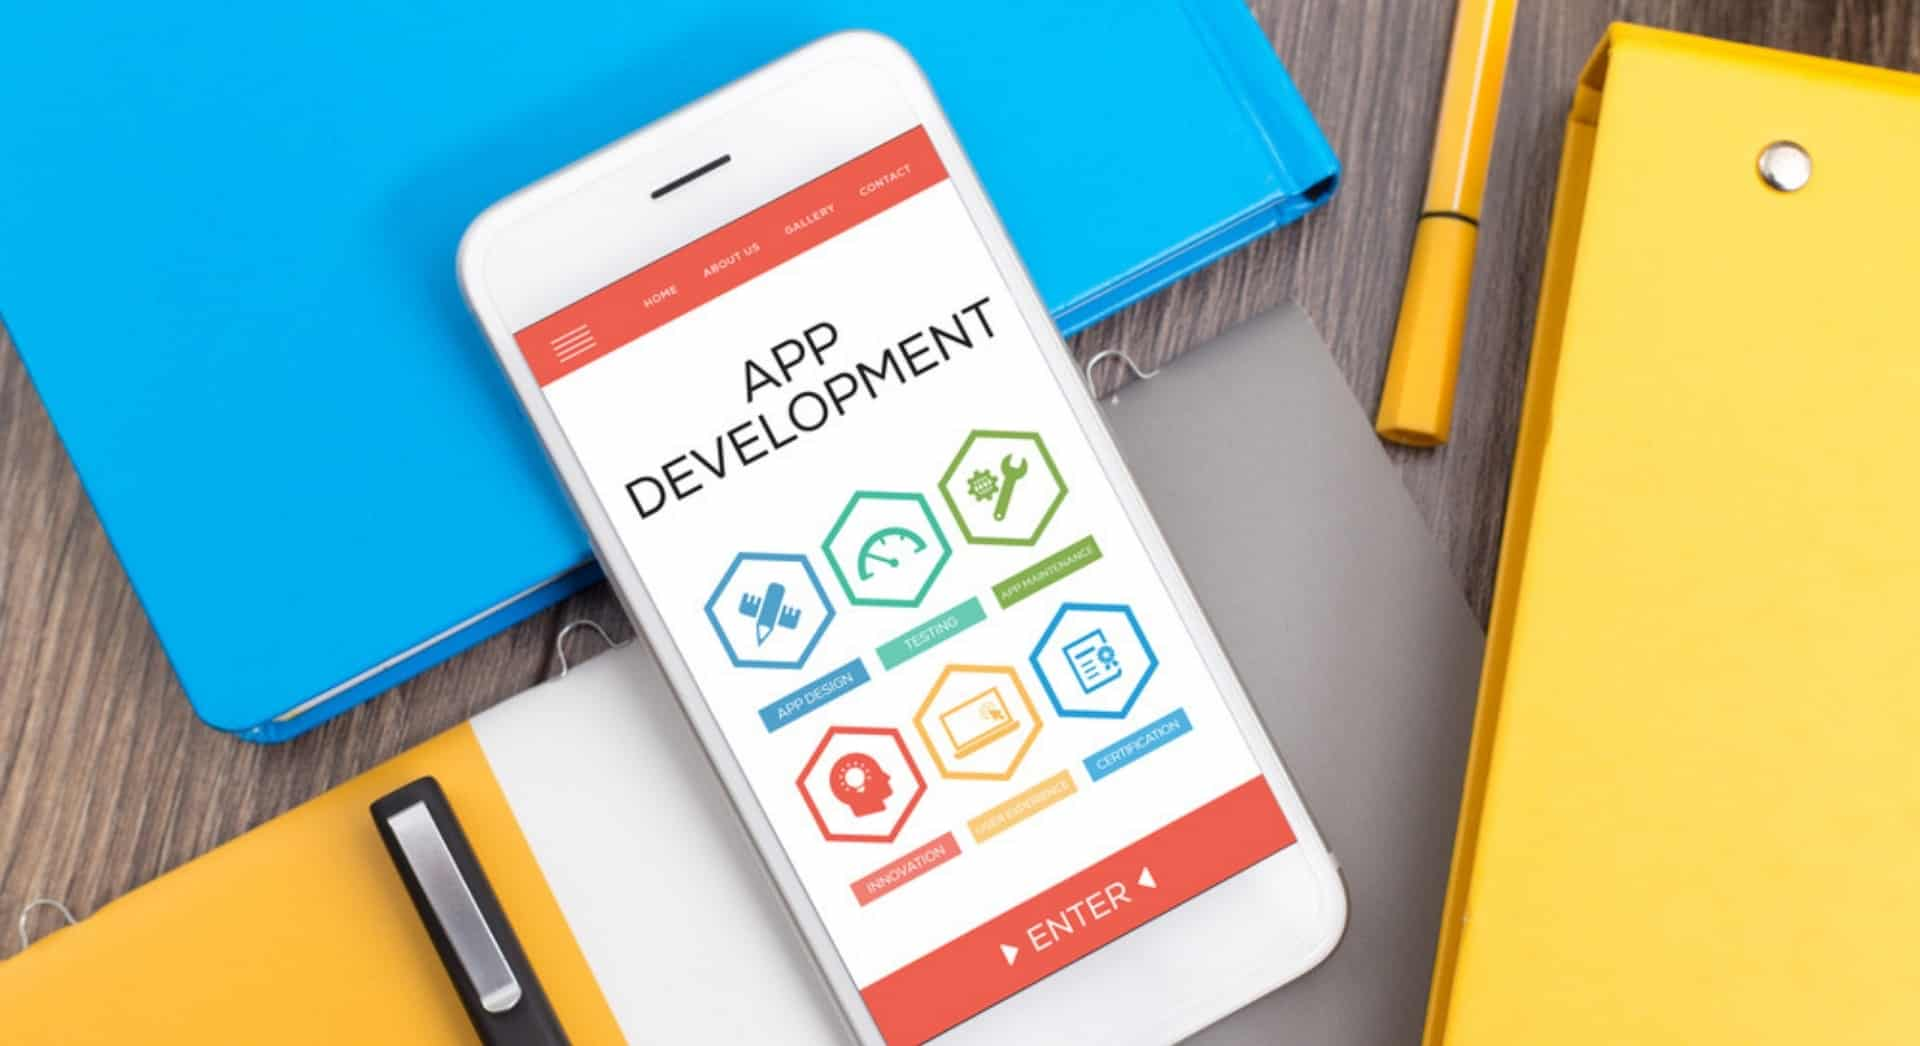 HOME ABOUT US GALLERY CONTACT
APP
DEVELOPMENT
APP DESIGN TESTING APP MAINTENANCE
INNOVATION USER EXPERIENCE CERTIFICATION
ENTER